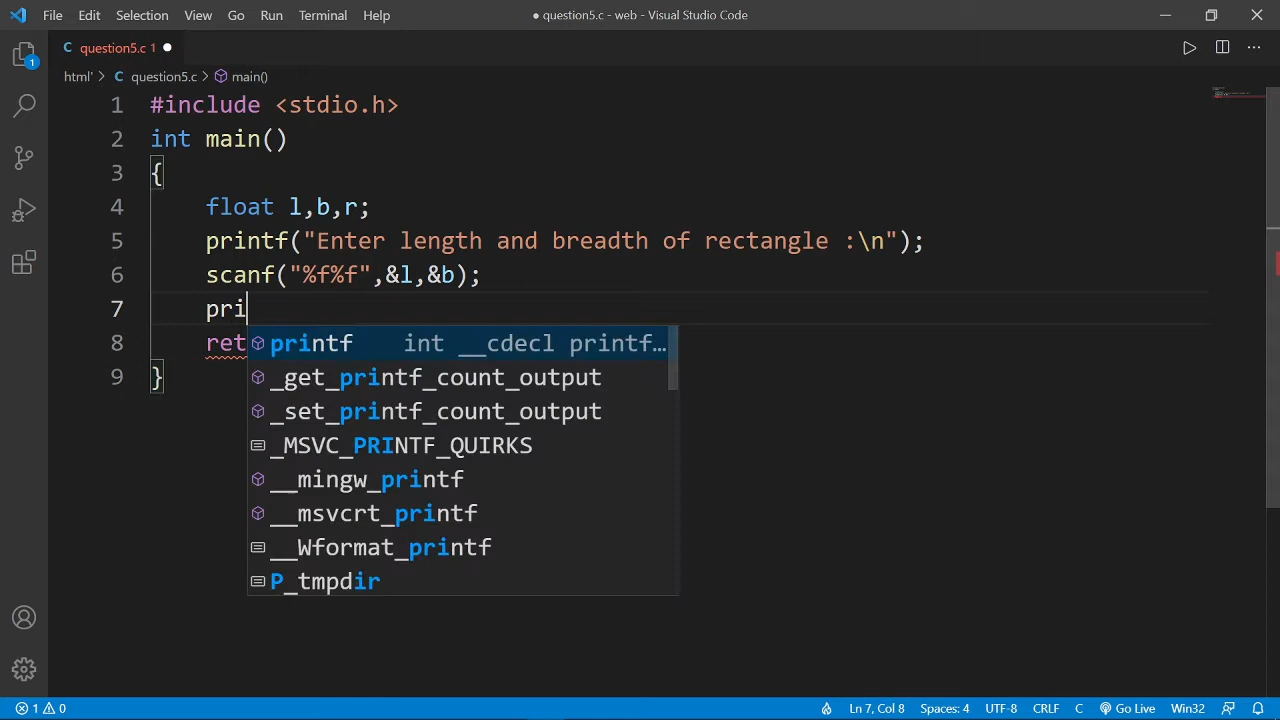 File Edit Selection View Go Run Terminal Help ● question5.c - web - Visual Studio Code
C question5.c 1 ●
html' > C question5.c > main()
1 #include <stdio.h>
2 int main()
3 {
4 float l,b,r;
5 printf("Enter length and breadth of rectangle :\n");
6 scanf("%f%f",&l,&b);
7 pri
8 ret
printf int __cdecl printf…
_get_printf_count_output
9 }
_set_printf_count_output
_MSVC_PRINTF_QUIRKS
__mingw_printf
__msvcrt_printf
__Wformat_printf
P_tmpdir
1
1 0 Ln 7, Col 8 Spaces: 4 UTF-8 CRLF C Go Live Win32